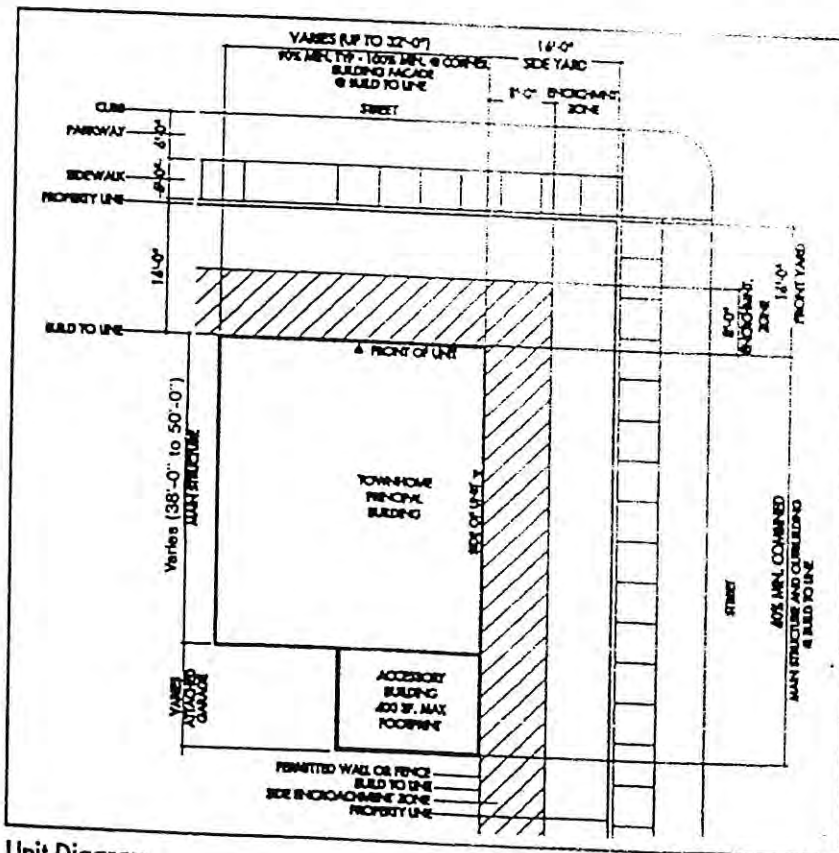 VARIES (UP TO 32'-0")
90% MIN. TYP - 100% MIN. @ CORNER
BUILDING FACADE
@ BUILD TO LINE
16'-0"
SIDE YARD
8'-0" ENCROACHMNT
ZONE
STREET
CURB
PARKWAY
6'-0"
SIDEWALK
PROPERTY LINE
16'-0"
BUILD TO LINE
FRONT OF UNIT
8'-0"
ENCROACHMNT.
ZONE
16'-0"
FRONT YARD
Varies (38'-0" to 50'-0")
MAIN STRUCTURE
TOWNHOME
PRINCIPAL
BUILDING
SIDE OF UNIT
STREET
60% MIN. COMBINED
MAIN STRUCTURE AND OUTBUILDING
@ BUILD TO LINE
VARIES
ATTACHED
GARAGE
ACCESSORY
BUILDING
400 SF. MAX
FOOTPRINT
PERMITTED WALL OR FENCE
BUILD TO LINE
SIDE ENCROACHMENT ZONE
PROPERTY LINE
Unit